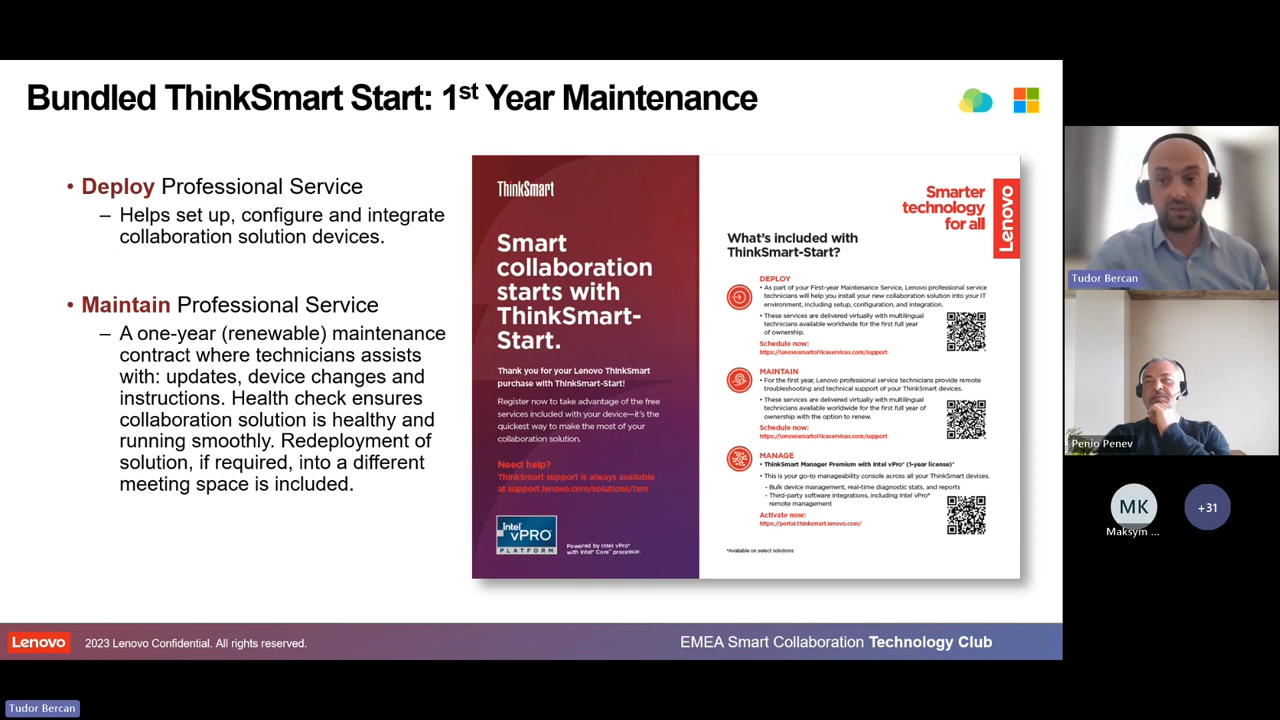 Bundled ThinkSmart Start: 1st Year Maintenance
• Deploy Professional Service
– Helps set up, configure and integrate
collaboration solution devices.
• Maintain Professional Service
– A one-year (renewable) maintenance
contract where technicians assists
with: updates, device changes and
instructions. Health check ensures
collaboration solution is healthy and
running smoothly. Redeployment of
solution, if required, into a different
meeting space is included.
ThinkSmart
Smart
collaboration
starts with
ThinkSmart-
Start.
Thank you for your Lenovo ThinkSmart
purchase with ThinkSmart-Start!
Register now to take advantage of the free
services included with your device—it's the
quickest way to make the most of your
collaboration solution.
Need help?
ThinkSmart support is always available
at support.lenovo.com/solutions/tsm
intel
vPRO
PLATFORM
Powered by Intel vPro®
with Intel® Core™ processor.
Smarter
technology
for all
Lenovo
What's included with
ThinkSmart-Start?
DEPLOY
• As part of your First-year Maintenance Service, Lenovo professional service
technicians will help you install your new collaboration solution into your IT
environment, including setup, configuration, and integration.
• These services are delivered virtually with multilingual
technicians available worldwide for the first full year
of ownership.
Schedule now:
https://lenovosmartofficeservices.com/support
MAINTAIN
• For the first year, Lenovo professional service technicians provide remote
troubleshooting and technical support of your ThinkSmart devices.
• These services are delivered virtually with multilingual
technicians available worldwide for the first full year of
ownership with the option to renew.
Schedule now:
https://lenovosmartofficeservices.com/support
MANAGE
• ThinkSmart Manager Premium with Intel vPro® (1-year license)*
• This is your go-to manageability console across all your ThinkSmart devices.
- Bulk device management, real-time diagnostic stats, and reports
- Third-party software integrations, including Intel vPro®
remote management
Activate now:
https://portal.thinksmart.lenovo.com/
*Available on select solutions
Lenovo
2023 Lenovo Confidential. All rights reserved.
EMEA Smart Collaboration Technology Club
Tudor Bercan
Penjo Penev
MK
Maksym ...
+31
Tudor Bercan